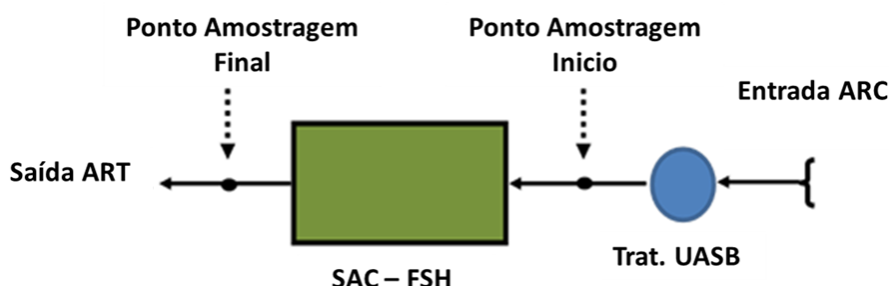 Ponto Amostragem
Final
Ponto Amostragem
Inicio
Entrada ARC
Saída ART
Trat. UASB
SAC – FSH